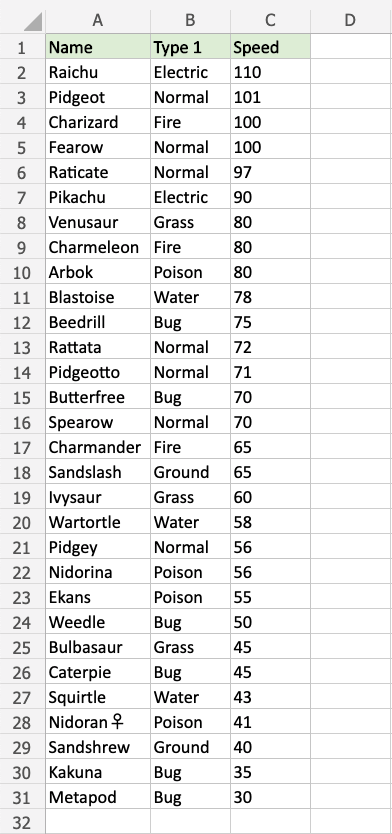 A B C D
1 Name Type 1 Speed
2 Raichu Electric 110
3 Pidgeot Normal 101
4 Charizard Fire 100
5 Fearow Normal 100
6 Raticate Normal 97
7 Pikachu Electric 90
8 Venusaur Grass 80
9 Charmeleon Fire 80
10 Arbok Poison 80
11 Blastoise Water 78
12 Beedrill Bug 75
13 Rattata Normal 72
14 Pidgeotto Normal 71
15 Butterfree Bug 70
16 Spearow Normal 70
17 Charmander Fire 65
18 Sandslash Ground 65
19 Ivysaur Grass 60
20 Wartortle Water 58
21 Pidgey Normal 56
22 Nidorina Poison 56
23 Ekans Poison 55
24 Weedle Bug 50
25 Bulbasaur Grass 45
26 Caterpie Bug 45
27 Squirtle Water 43
28 Nidoran♀ Poison 41
29 Sandshrew Ground 40
30 Kakuna Bug 35
31 Metapod Bug 30
32